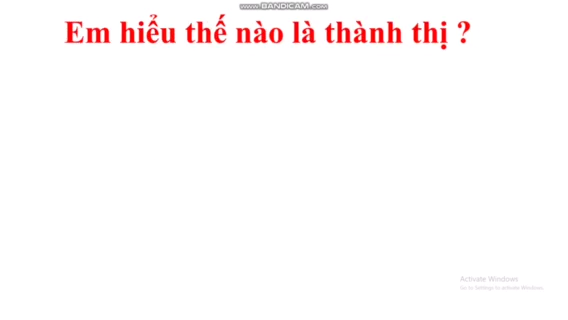 www.BANDICAM.com
Em hiểu thế nào là thành thị ?
Activate Windows
Go to Settings to activate Windows.